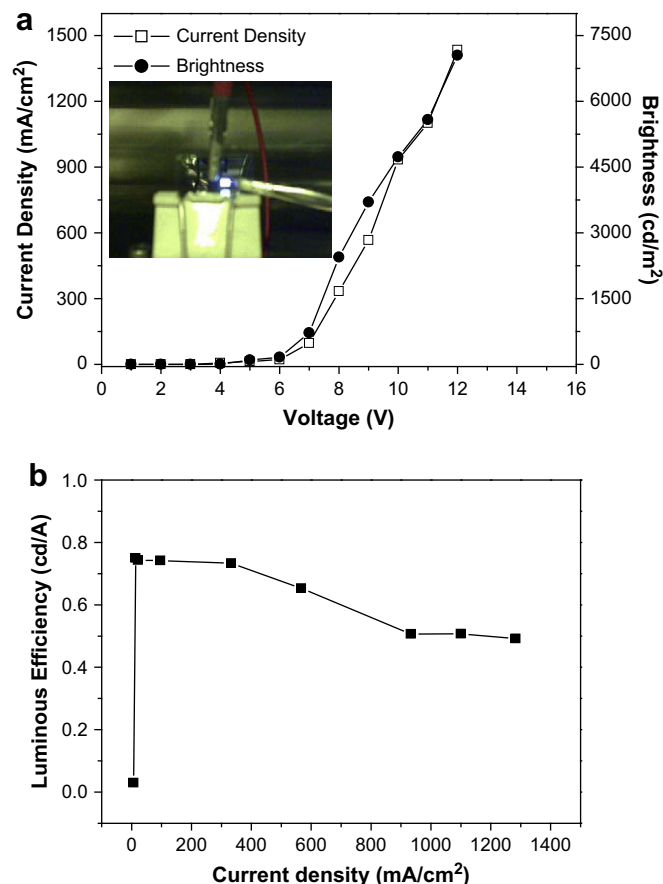 a
Current Density
Brightness
1500
1200
900
600
300
0
Current Density (mA/cm²)
7500
6000
4500
3000
1500
0
Brightness (cd/m²)
0 2 4 6 8 10 12 14 16
Voltage (V)
b
1.0
0.8
0.6
0.4
0.2
0.0
Luminous Efficiency (cd/A)
0 200 400 600 800 1000 1200 1400
Current density (mA/cm²)